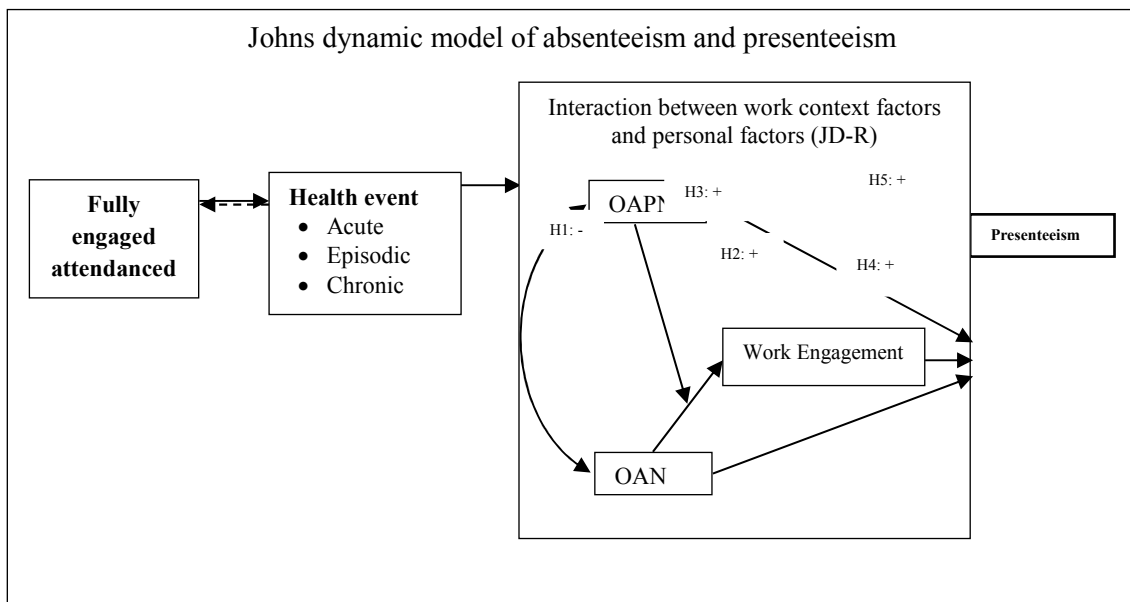 Johns dynamic model of absenteeism and presenteeism
Interaction between work context factors
and personal factors (JD-R)
Fully
engaged
attendanced
Health event
• Acute
• Episodic
• Chronic
OAPN
H3: +
H5: +
H1: -
H2: +
H4: +
Presenteeism
Work Engagement
OAN